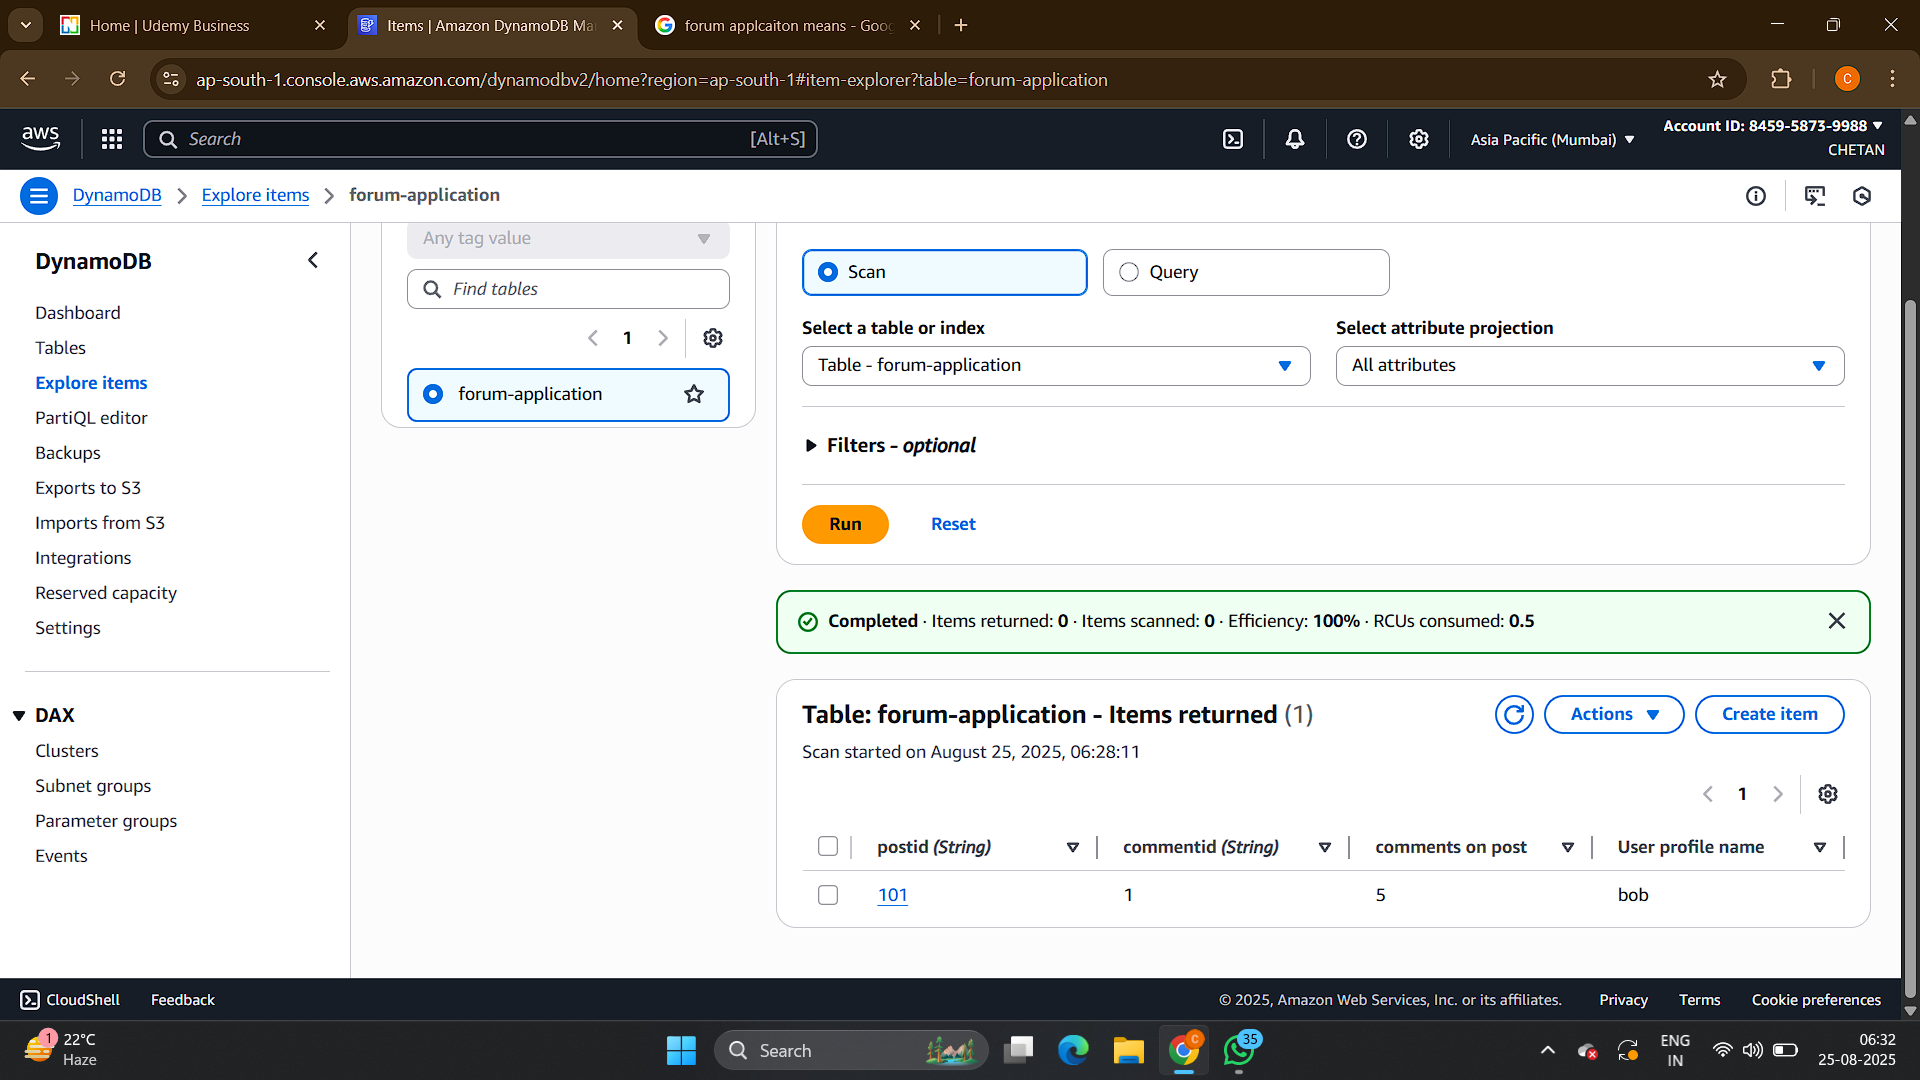 Home | Udemy Business
Items | Amazon DynamoDB Ma
forum applcaiton means - Goog
ap-south-1.console.aws.amazon.com/dynamodbv2/home?region=ap-south-1#item-explorer?table=forum-application
C
aws
Search
[Alt+S]
Asia Pacific (Mumbai)
Account ID: 8459-5873-9988
CHETAN
DynamoDB
Explore items
forum-application
DynamoDB
Dashboard
Tables
Explore items
PartiQL editor
Backups
Exports to S3
Imports from S3
Integrations
Reserved capacity
Settings
DAX
Clusters
Subnet groups
Parameter groups
Events
Any tag value
Find tables
1
forum-application
Scan
Query
Select a table or index
Select attribute projection
Table - forum-application
All attributes
Filters - optional
Run
Reset
Completed · Items returned: 0 · Items scanned: 0 · Efficiency: 100% · RCUs consumed: 0.5
Table: forum-application - Items returned (1)
Actions
Create item
Scan started on August 25, 2025, 06:28:11
1
postid (String)
commentid (String)
comments on post
User profile name
101
1
5
bob
CloudShell
Feedback
© 2025, Amazon Web Services, Inc. or its affiliates.
Privacy
Terms
Cookie preferences
1
22°C
Haze
Search
C
35
ENG
IN
06:32
25-08-2025